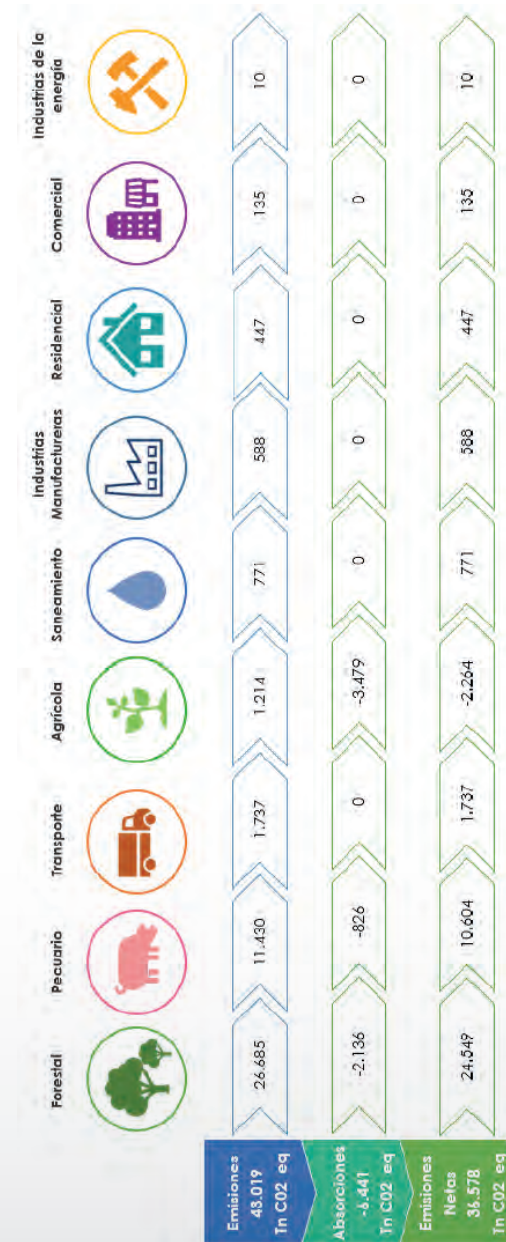 Forestal
Pecuario
Transporte
Agrícola
Saneamiento
Industrias
Manufactureras
Residencial
Comercial
Industrias de la
energía
Emisiones
43.019
Tn C02 eq
26.685
11.430
1.737
1.214
771
588
447
135
10
Absorciones
-6.441
Tn C02 eq
-2.136
-826
0
-3.479
0
0
0
0
0
Emisiones
Netas
36.578
Tn C02 eq
24.549
10.604
1.737
-2.264
771
588
447
135
10